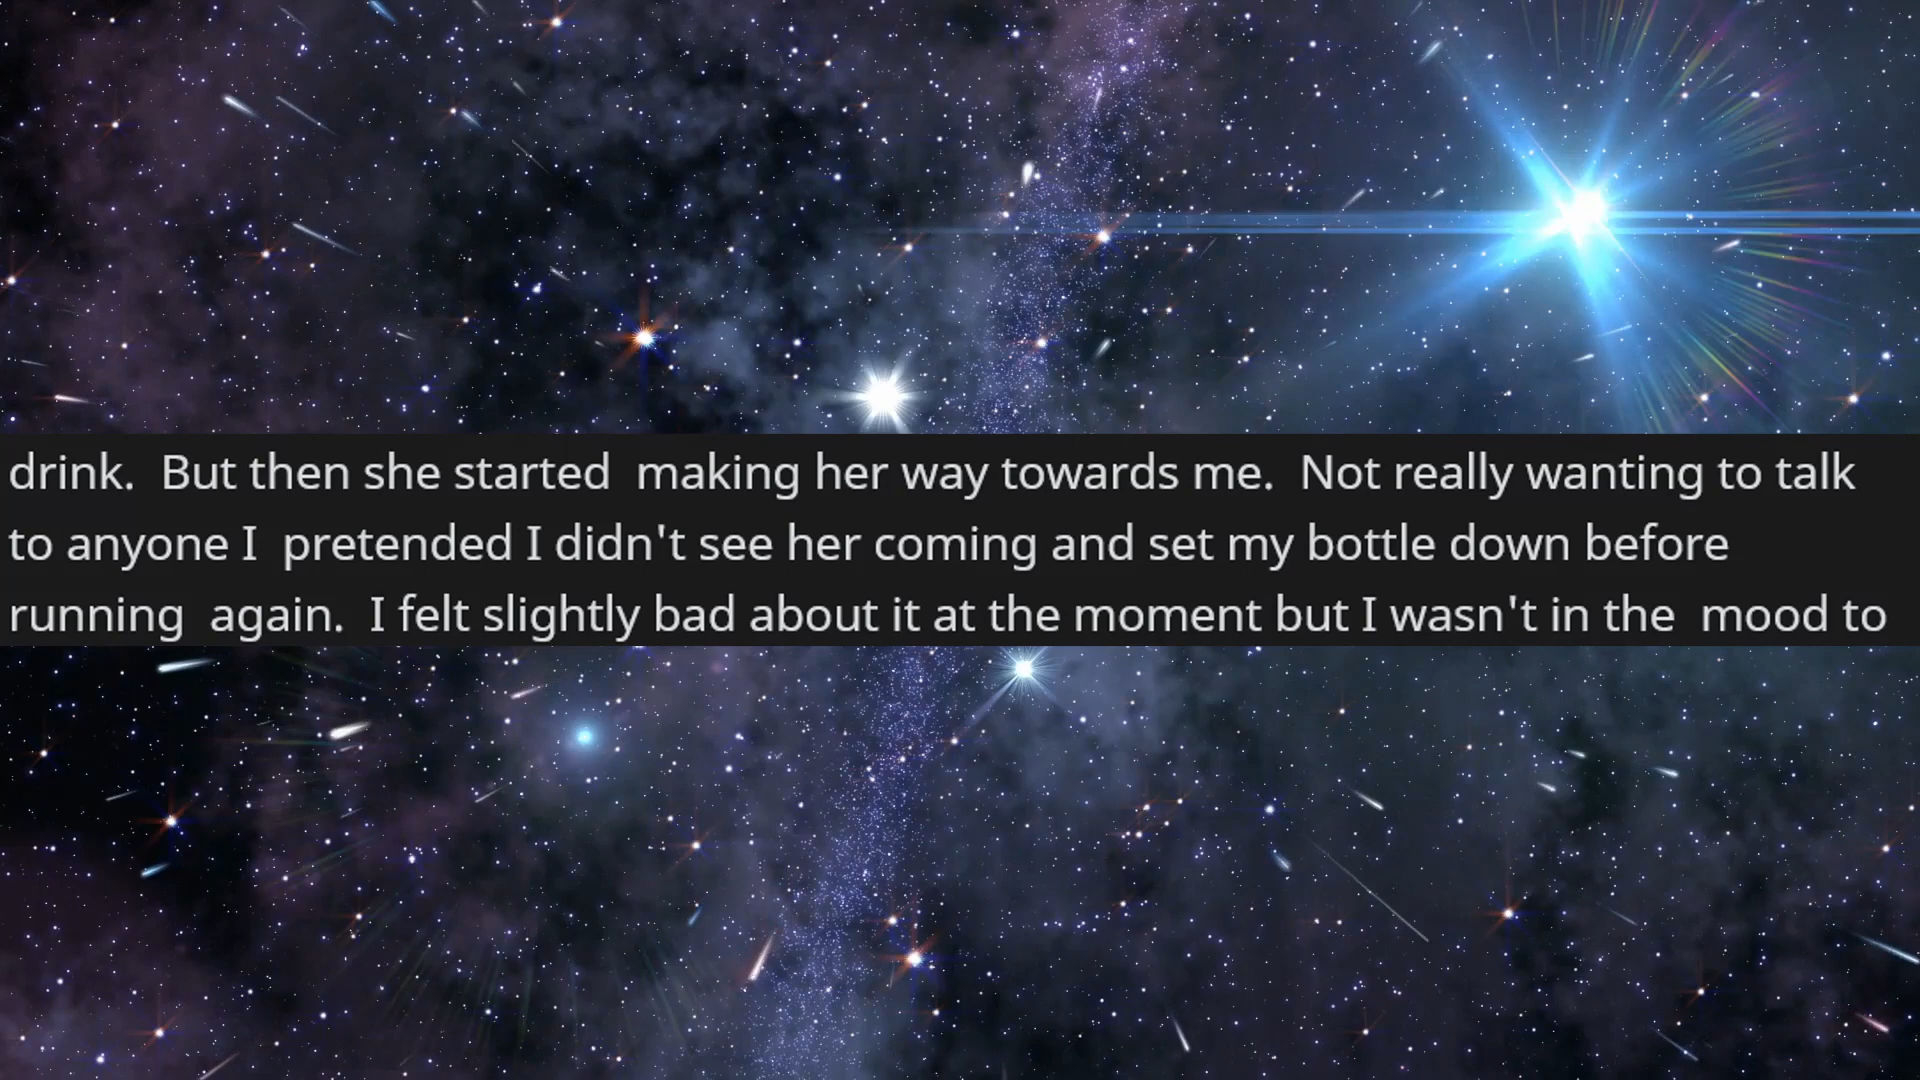 drink.  But then she started  making her way towards me.  Not really wanting to talk
to anyone I  pretended I didn't see her coming and set my bottle down before
running  again.  I felt slightly bad about it at the moment but I wasn't in the  mood to